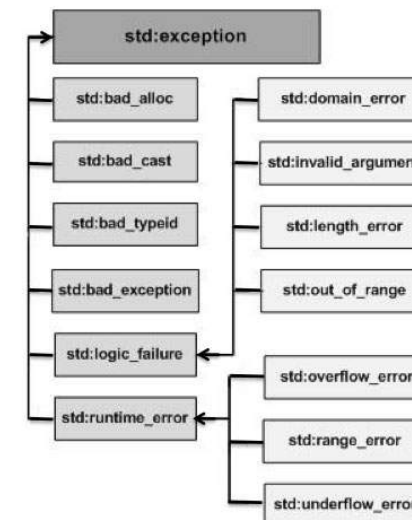 std:exception
std:bad_alloc
std:domain_error
std:bad_cast
std:invalid_argumen
std:bad_typeid
std:length_error
std:bad_exception
std:out_of_range
std:logic_failure
std:overflow_error
std:runtime_error
std:range_error
std:underflow_error